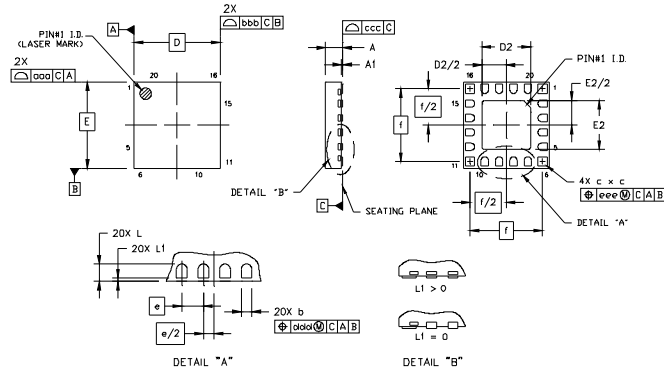 2X
bbb C B
A
D
PIN#1 I.D.
(LASER MARK)
2X
aaa C A
20
16
1
15
E
5
11
6
10
B
ccc C
A
A1
DETAIL "B"
C
SEATING PLANE
D2
D2/2
PIN#1 I.D.
16
20
1
15
E2/2
f/2
f
E2
5
11
10
6
4X c x c
eee M C A B
f/2
DETAIL "A"
f
20X L
20X L1
e
20X b
e/2
ddd M C A B
DETAIL "A"
L1 > 0
L1 = 0
DETAIL "B"